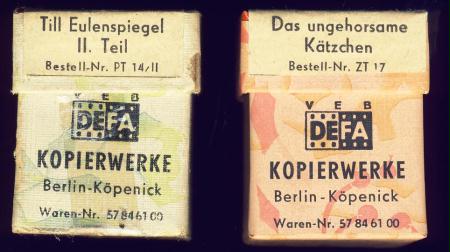 Till Eulenspiegel
II. Teil
Bestell-Nr. PT 14/II
VEB
DEFA
KOPIERWERKE
Berlin-Köpenick
Waren-Nr. 57 84 61 00
Das ungehorsame
Kätzchen
Bestell-Nr. ZT 17
VEB
DEFA
KOPIERWERKE
Berlin-Köpenick
Waren-Nr. 57 84 61 00